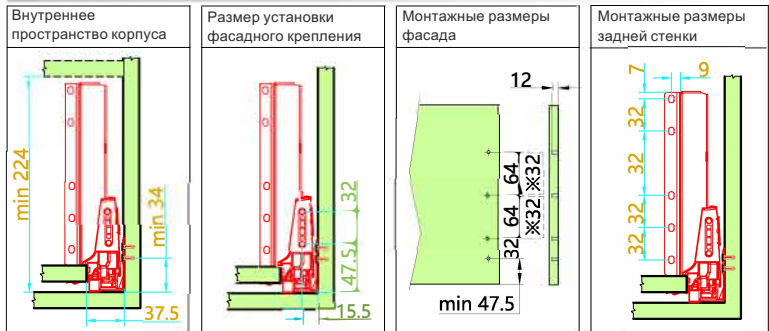 Внутреннее
пространство корпуса
min 224
min 34
37.5
Размер установки
фасадного крепления
32
47.5
15.5
Монтажные размеры
фасада
12
64
※32
64
※32
32
min 47.5
Монтажные размеры
задней стенки
7
9
32
32
32
32